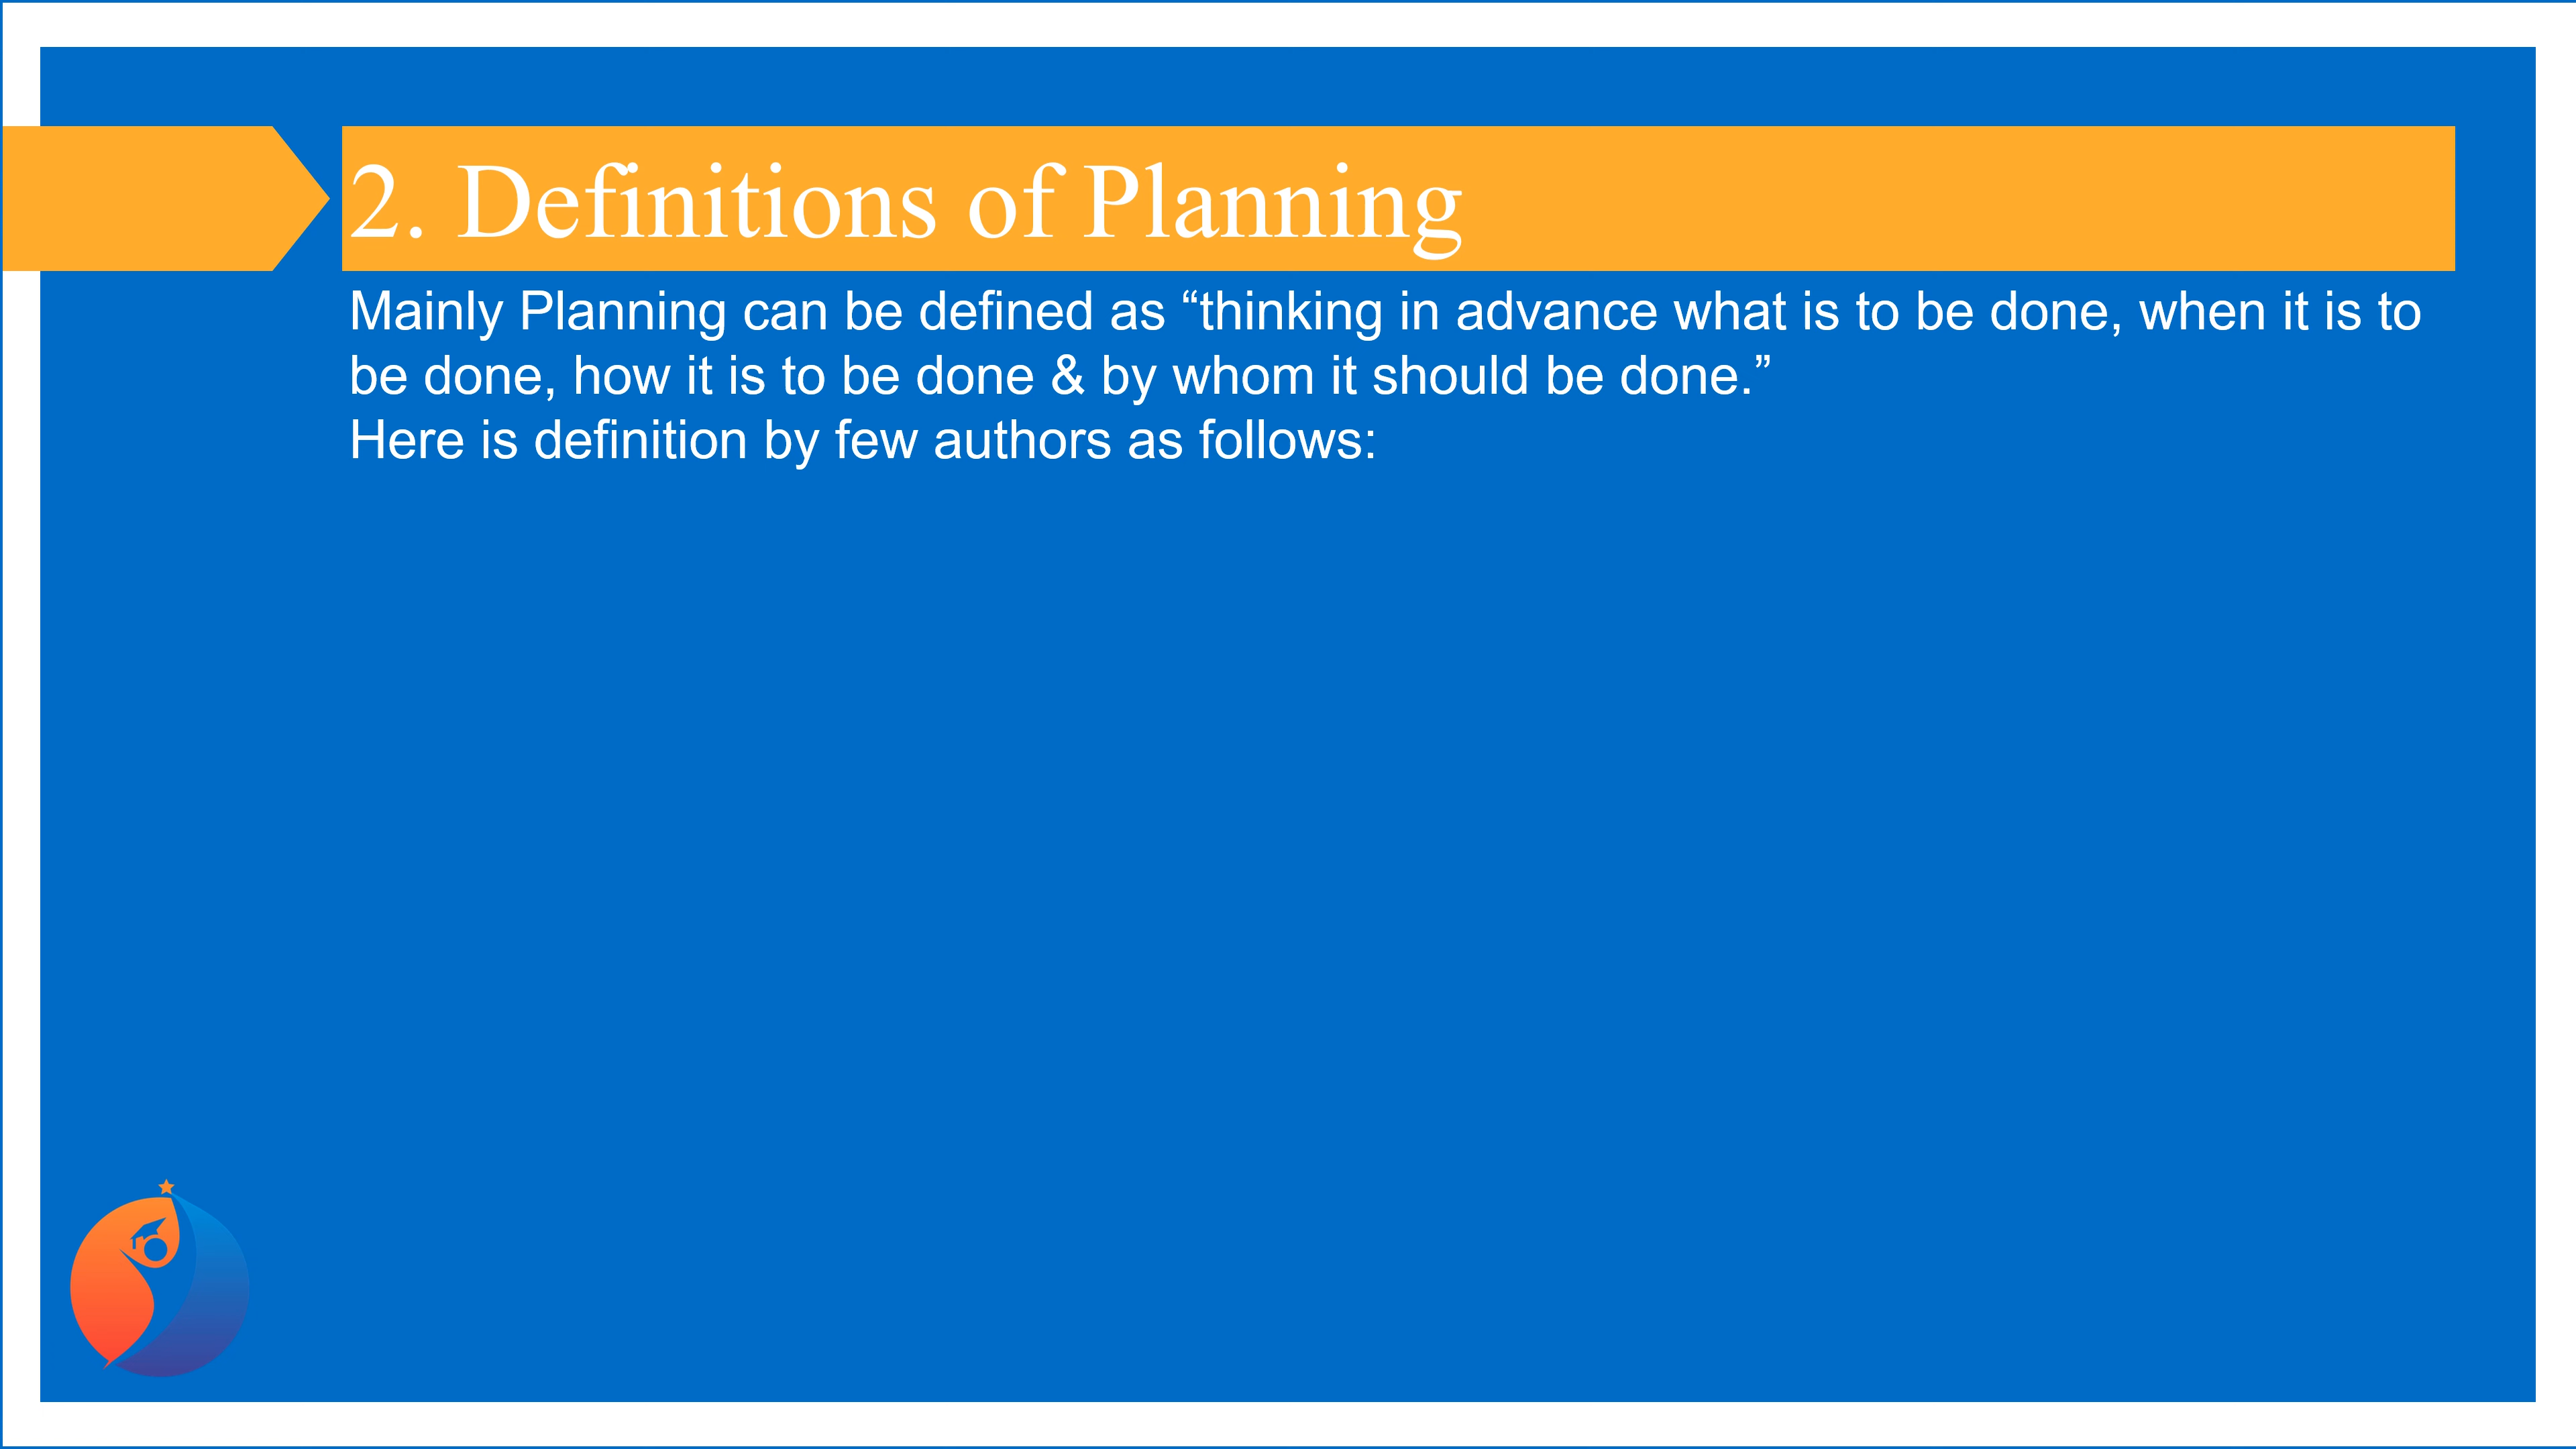 2. Definitions of Planning
Mainly Planning can be defined as “thinking in advance what is to be done, when it is to
be done, how it is to be done & by whom it should be done.”
Here is definition by few authors as follows: